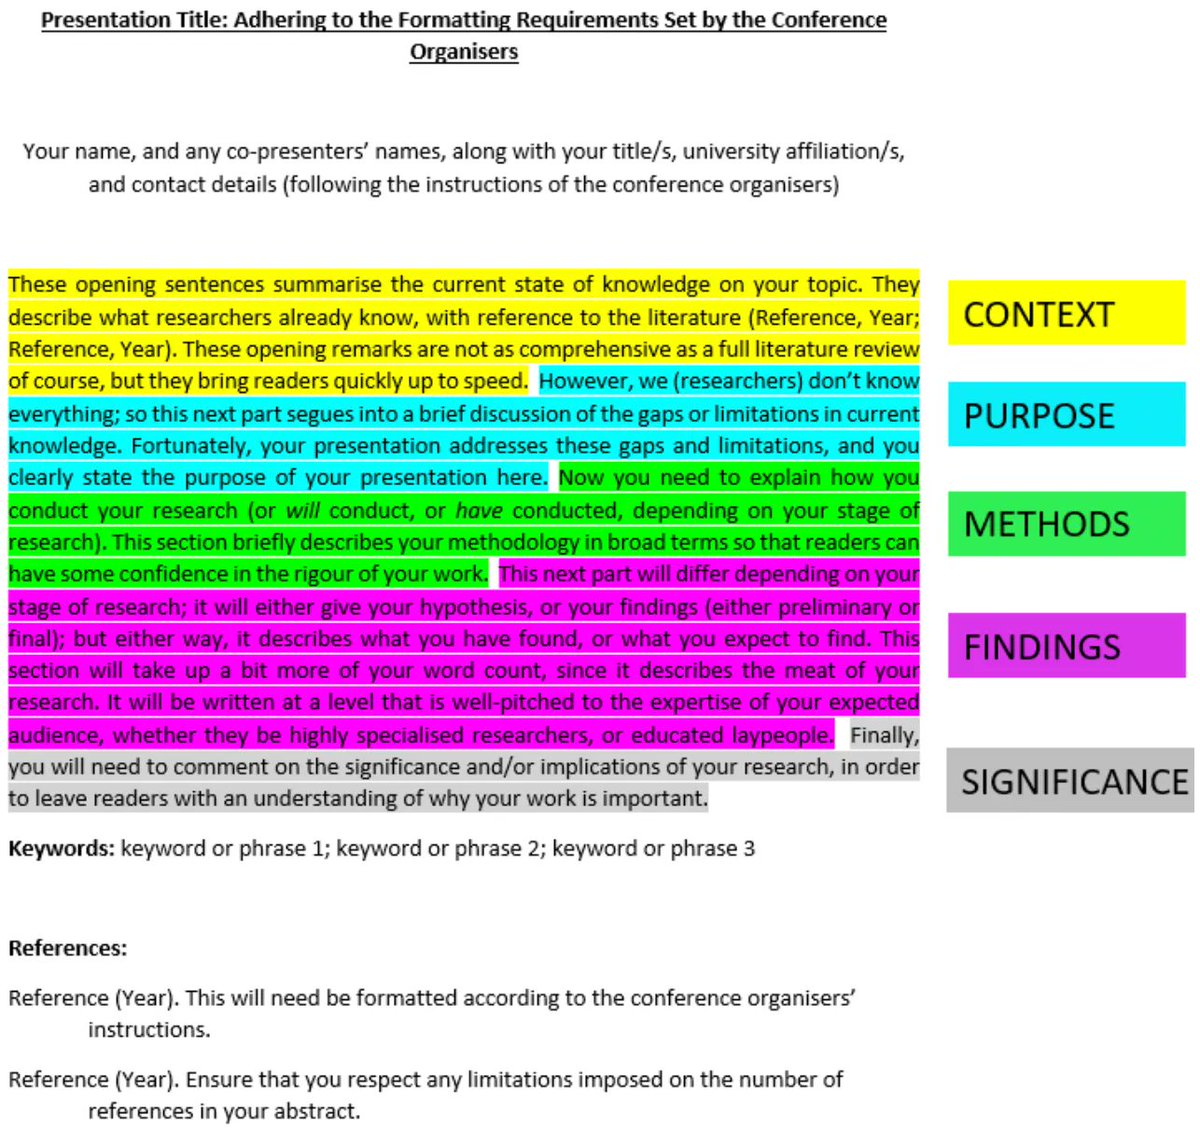 Presentation Title: Adhering to the Formatting Requirements Set by the Conference
Organisers
Your name, and any co-presenters’ names, along with your title/s, university affiliation/s,
and contact details (following the instructions of the conference organisers)
These opening sentences summarise the current state of knowledge on your topic. They
describe what researchers already know, with reference to the literature (Reference, Year;
Reference, Year). These opening remarks are not as comprehensive as a full literature review
of course, but they bring readers quickly up to speed. However, we (researchers) don’t know
everything; so this next part segues into a brief discussion of the gaps or limitations in current
knowledge. Fortunately, your presentation addresses these gaps and limitations, and you
clearly state the purpose of your presentation here. Now you need to explain how you
conduct your research (or will conduct, or have conducted, depending on your stage of
research). This section briefly describes your methodology in broad terms so that readers can
have some confidence in the rigour of your work. This next part will differ depending on your
stage of research; it will either give your hypothesis, or your findings (either preliminary or
final); but either way, it describes what you have found, or what you expect to find. This
section will take up a bit more of your word count, since it describes the meat of your
research. It will be written at a level that is well-pitched to the expertise of your expected
audience, whether they be highly specialised researchers, or educated laypeople. Finally,
you will need to comment on the significance and/or implications of your research, in order
to leave readers with an understanding of why your work is important.
CONTEXT
PURPOSE
METHODS
FINDINGS
SIGNIFICANCE
Keywords: keyword or phrase 1; keyword or phrase 2; keyword or phrase 3
References:
Reference (Year). This will need be formatted according to the conference organisers’
instructions.
Reference (Year). Ensure that you respect any limitations imposed on the number of
references in your abstract.